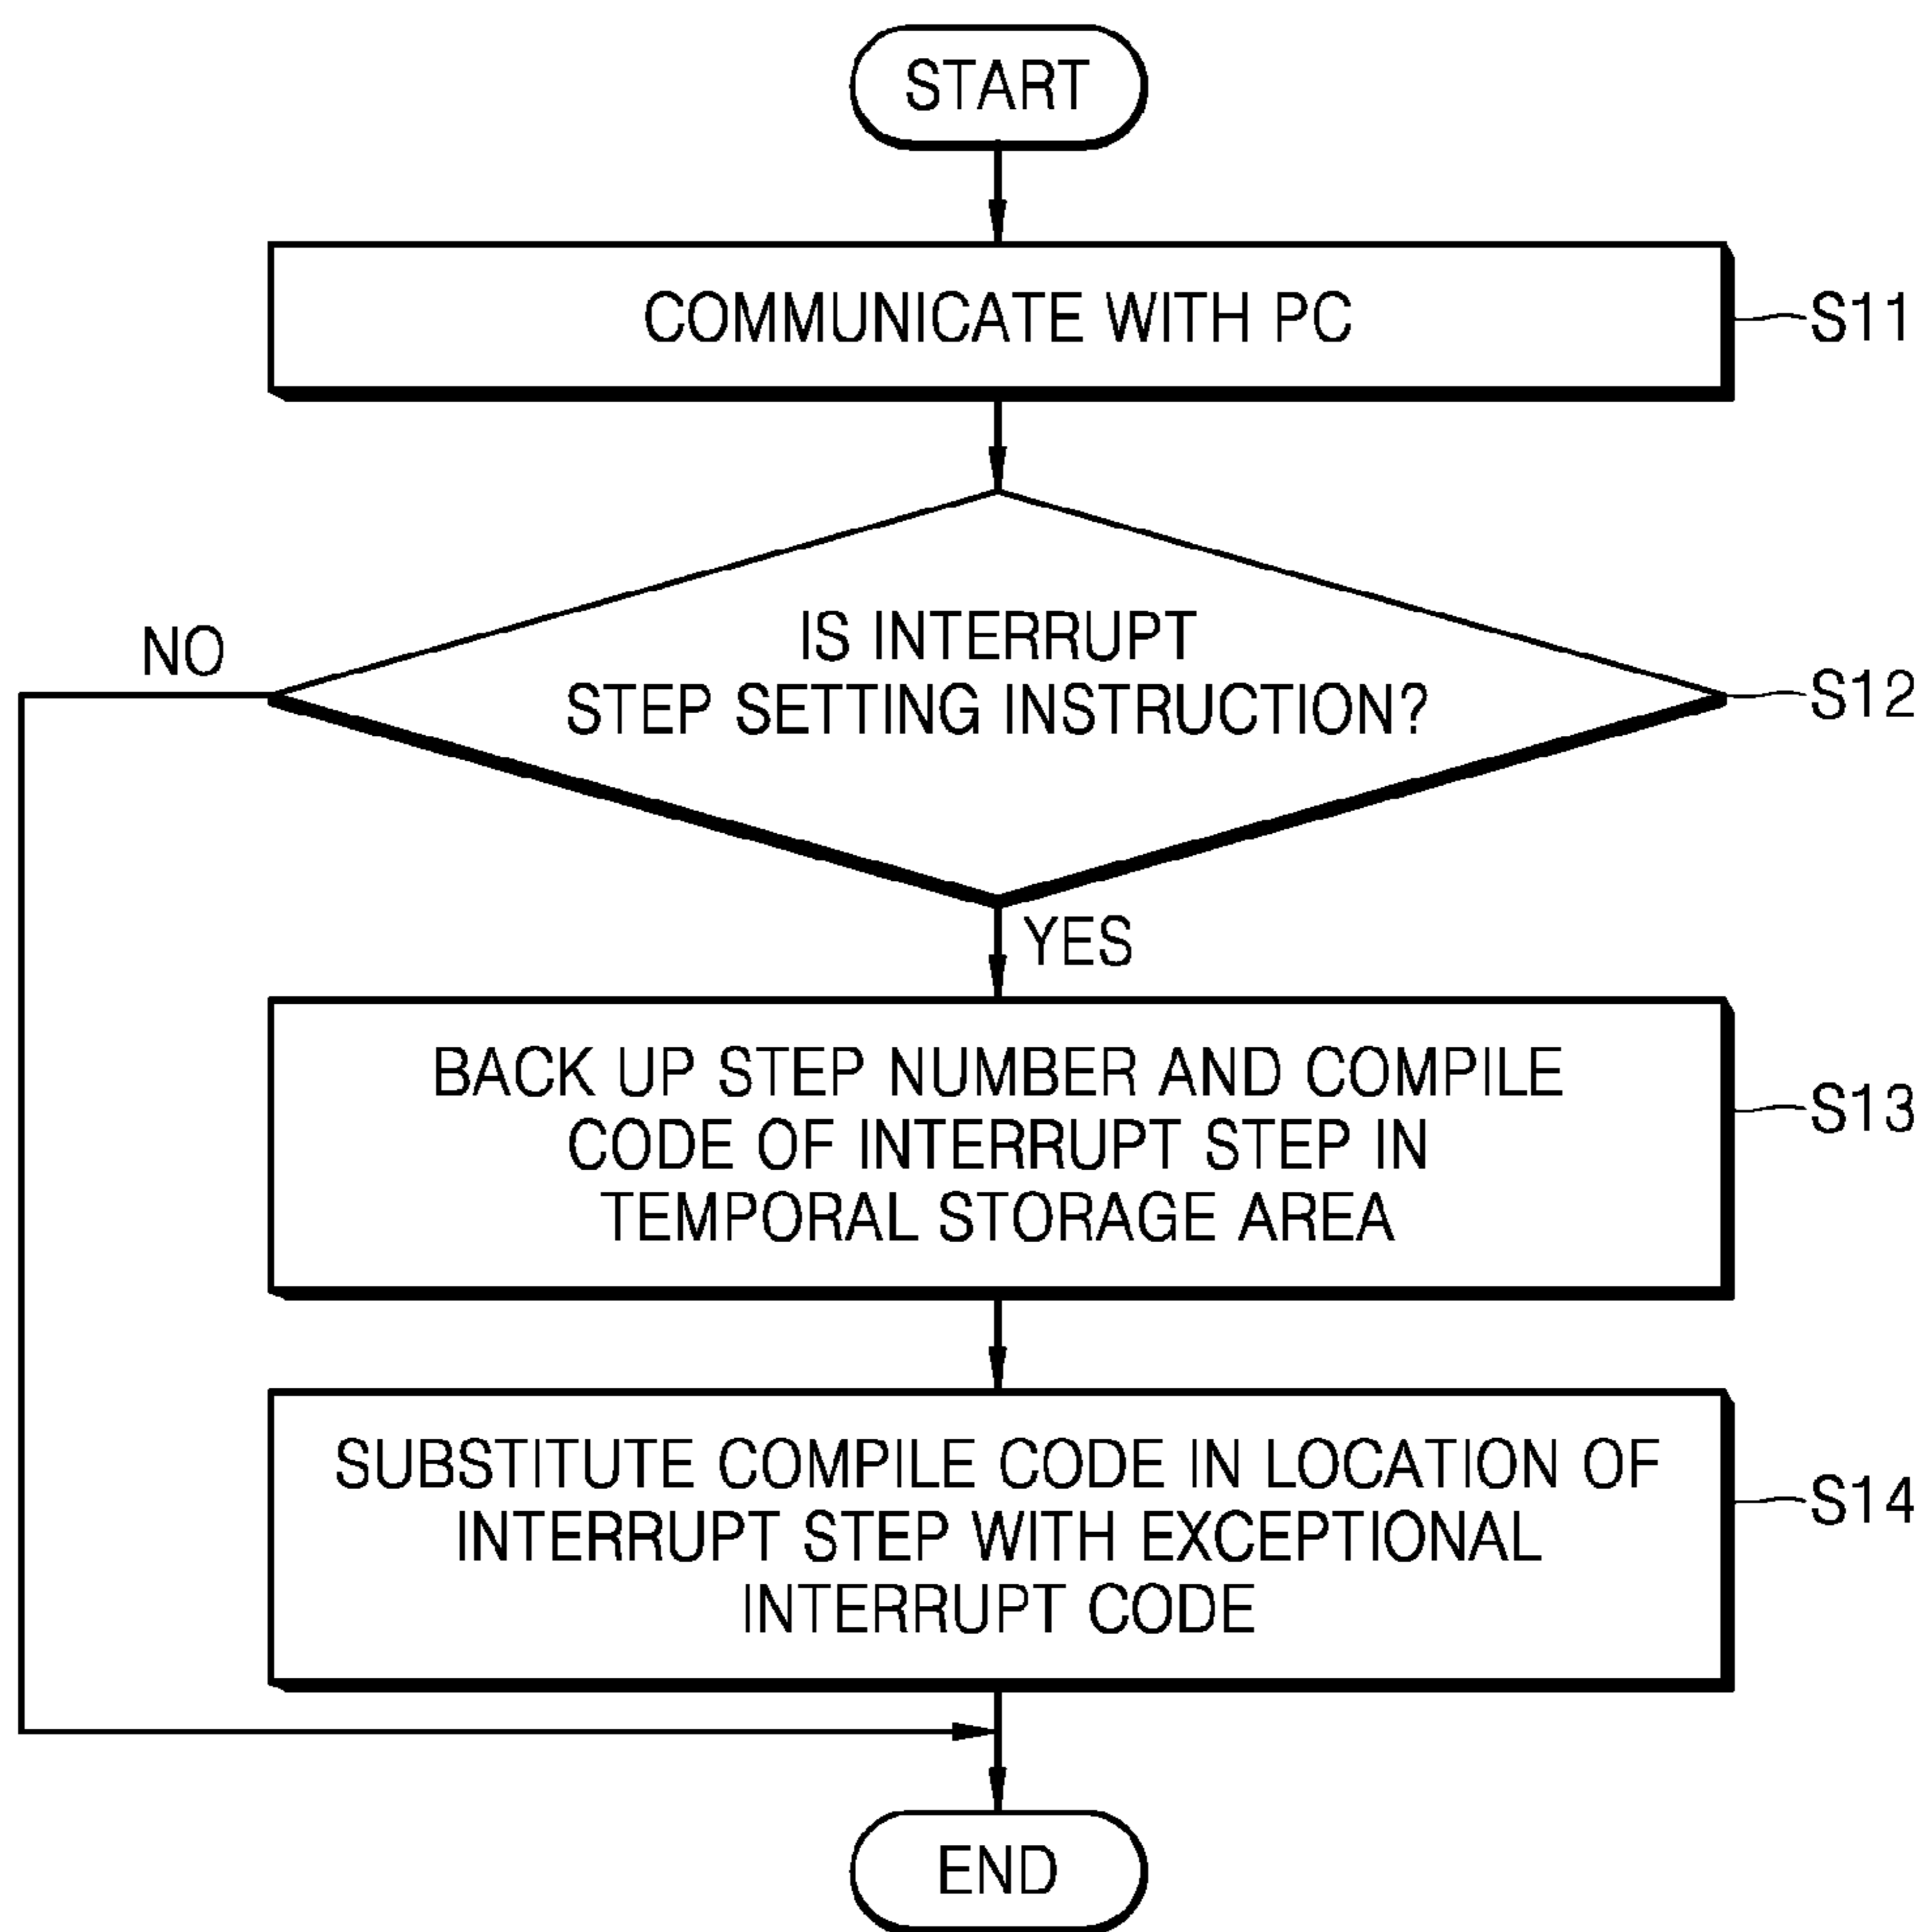 START
COMMUNICATE WITH PC
S11
IS INTERRUPT
STEP SETTING INSTRUCTION?
NO
S12
YES
BACK UP STEP NUMBER AND COMPILE
CODE OF INTERRUPT STEP IN
TEMPORAL STORAGE AREA
S13
SUBSTITUTE COMPILE CODE IN LOCATION OF
INTERRUPT STEP WITH EXCEPTIONAL
INTERRUPT CODE
S14
END